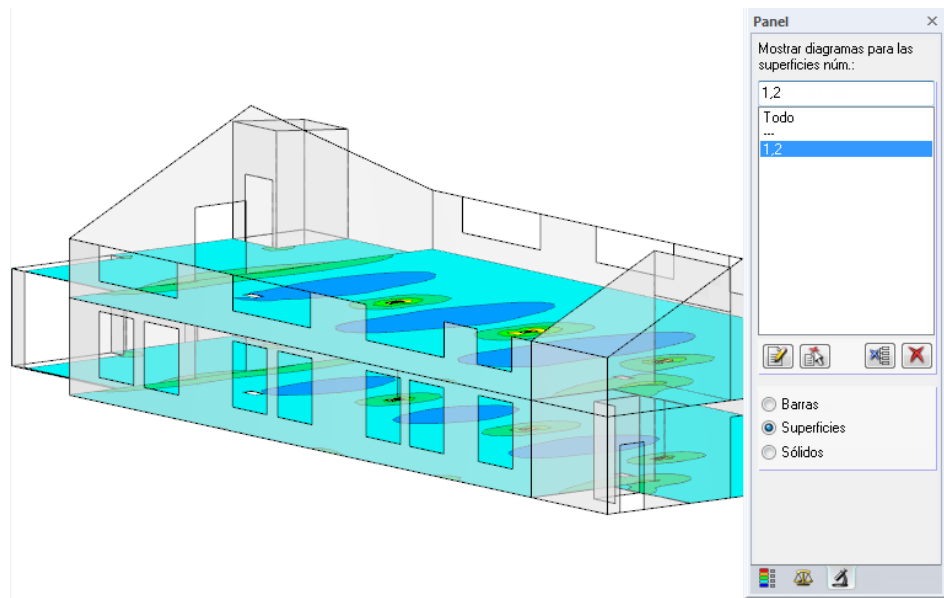 Panel
Mostrar diagramas para las
superficies núm.:
1,2
Todo
---
1,2
Barras
Superficies
Sólidos